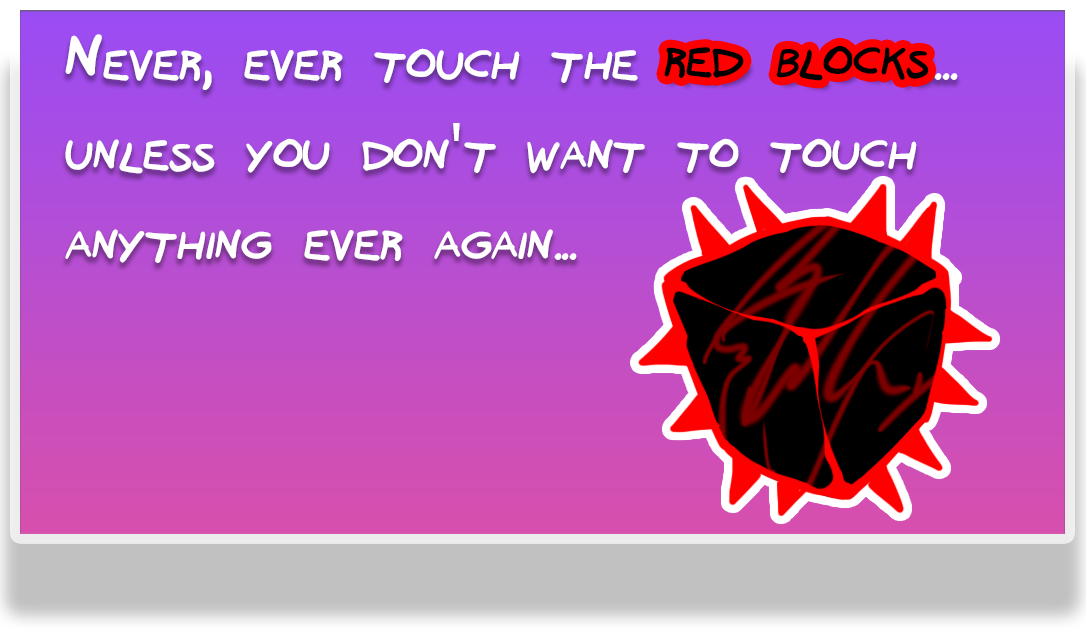 Never, ever touch the red blocks...
unless you don't want to touch
anything ever again...